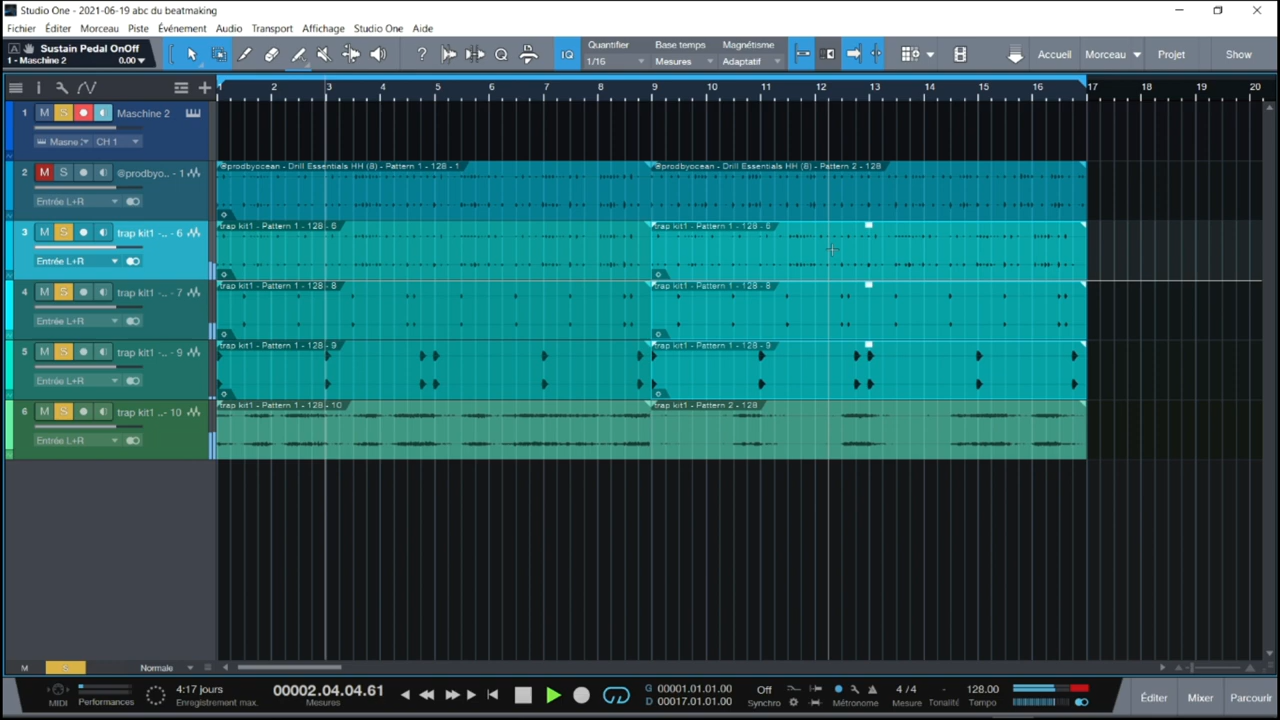 Studio One - 2021-06-19 abc du beatmaking
Fichier Éditer Morceau Piste Événement Audio Transport Affichage Studio One Aide
Sustain Pedal OnOff
1 - Maschine 2 0.00
IQ
Quantifier Base temps Magnétisme
1/16 Mesures Adaptatif
Accueil Morceau Projet Show
2 3 4 5 6 7 8 9 10 11 12 13 14 15 16 17 18 19 20
1 M S Maschine 2
CH 1
2 M S @prodbyo.. - 1
Entrée L+R
@prodbyocean - Drill Essentials HH (8) - Pattern 1 - 128 - 1
@prodbyocean - Drill Essentials HH (8) - Pattern 2 - 128
3 M S trap kit1 -.. - 6
Entrée L+R
trap kit1 - Pattern 1 - 128 - 6
trap kit1 - Pattern 1 - 128 - 6
4 M S trap kit1 -.. - 7
Entrée L+R
trap kit1 - Pattern 1 - 128 - 8
trap kit1 - Pattern 1 - 128 - 8
5 M S trap kit1 -.. - 9
Entrée L+R
trap kit1 - Pattern 1 - 128 - 9
trap kit1 - Pattern 1 - 128 - 9
6 M S trap kit1 ..- 10
Entrée L+R
trap kit1 - Pattern 1 - 128 - 10
trap kit1 - Pattern 2 - 128
M S Normale
MIDI Performances
4:17 jours
Enregistrement max.
00002.04.04.61
Mesures
G 00001.01.01.00
D 00017.01.01.00
Off
Synchro
Métronome
4 / 4
Mesure
-
Tonalité
128.00
Tempo
Éditer Mixer Parcourir